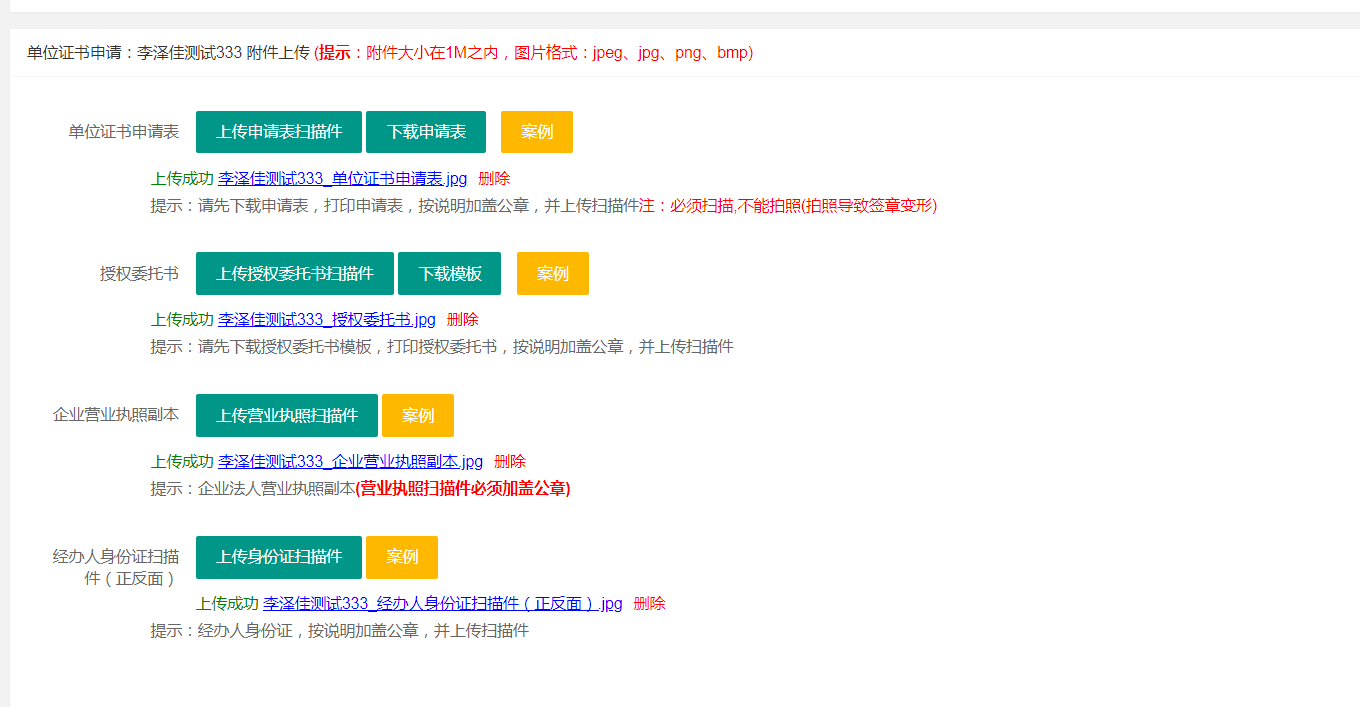 单位证书申请：李泽佳测试333 附件上传 (提示：附件大小在1M之内，图片格式：jpeg、jpg、png、bmp)
单位证书申请表 上传申请表扫描件 下载申请表 案例
上传成功 李泽佳测试333_单位证书申请表.jpg 删除
提示：请先下载申请表，打印申请表，按说明加盖公章，并上传扫描件注：必须扫描,不能拍照(拍照导致签章变形)
授权委托书 上传授权委托书扫描件 下载模板 案例
上传成功 李泽佳测试333_授权委托书.jpg 删除
提示：请先下载授权委托书模板，打印授权委托书，按说明加盖公章，并上传扫描件
企业营业执照副本 上传营业执照扫描件 案例
上传成功 李泽佳测试333_企业营业执照副本.jpg 删除
提示：企业法人营业执照副本(营业执照扫描件必须加盖公章)
经办人身份证扫描 上传身份证扫描件 案例
件（正反面）
上传成功 李泽佳测试333_经办人身份证扫描件（正反面）.jpg 删除
提示：经办人身份证，按说明加盖公章，并上传扫描件